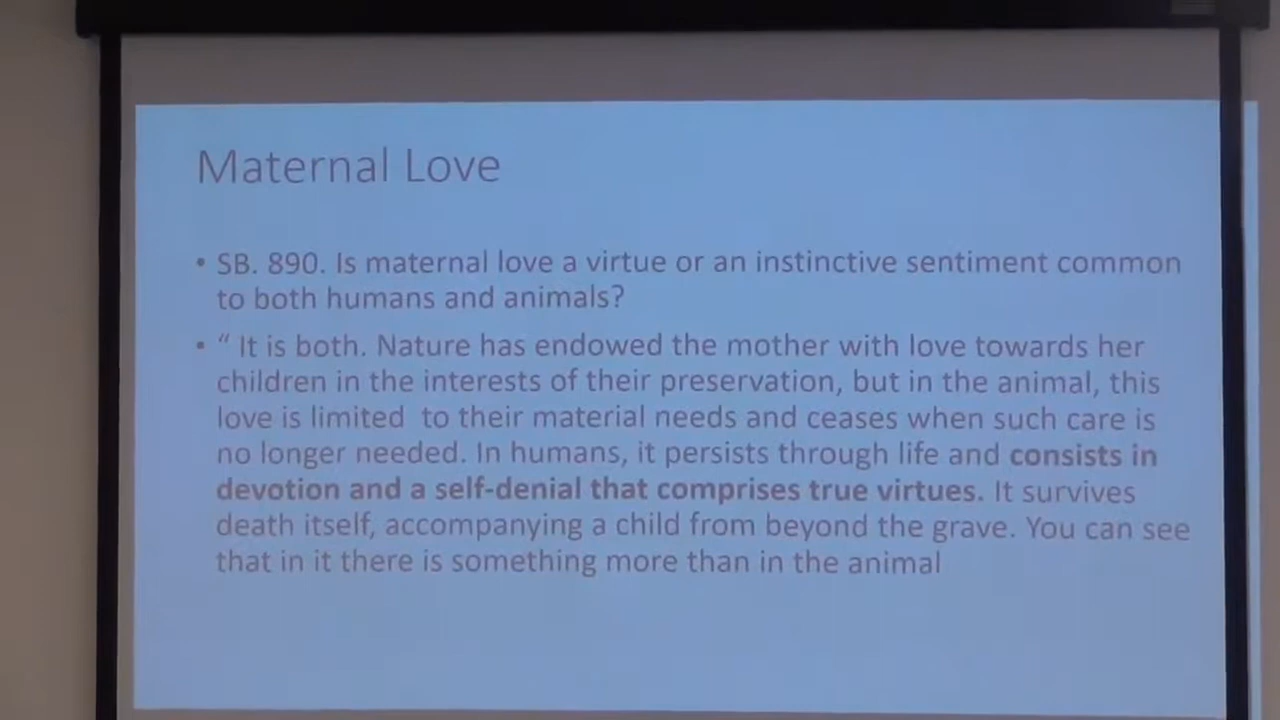 Maternal Love
• SB. 890. Is maternal love a virtue or an instinctive sentiment common
to both humans and animals?
• “ It is both. Nature has endowed the mother with love towards her
children in the interests of their preservation, but in the animal, this
love is limited to their material needs and ceases when such care is
no longer needed. In humans, it persists through life and consists in
devotion and a self-denial that comprises true virtues. It survives
death itself, accompanying a child from beyond the grave. You can see
that in it there is something more than in the animal